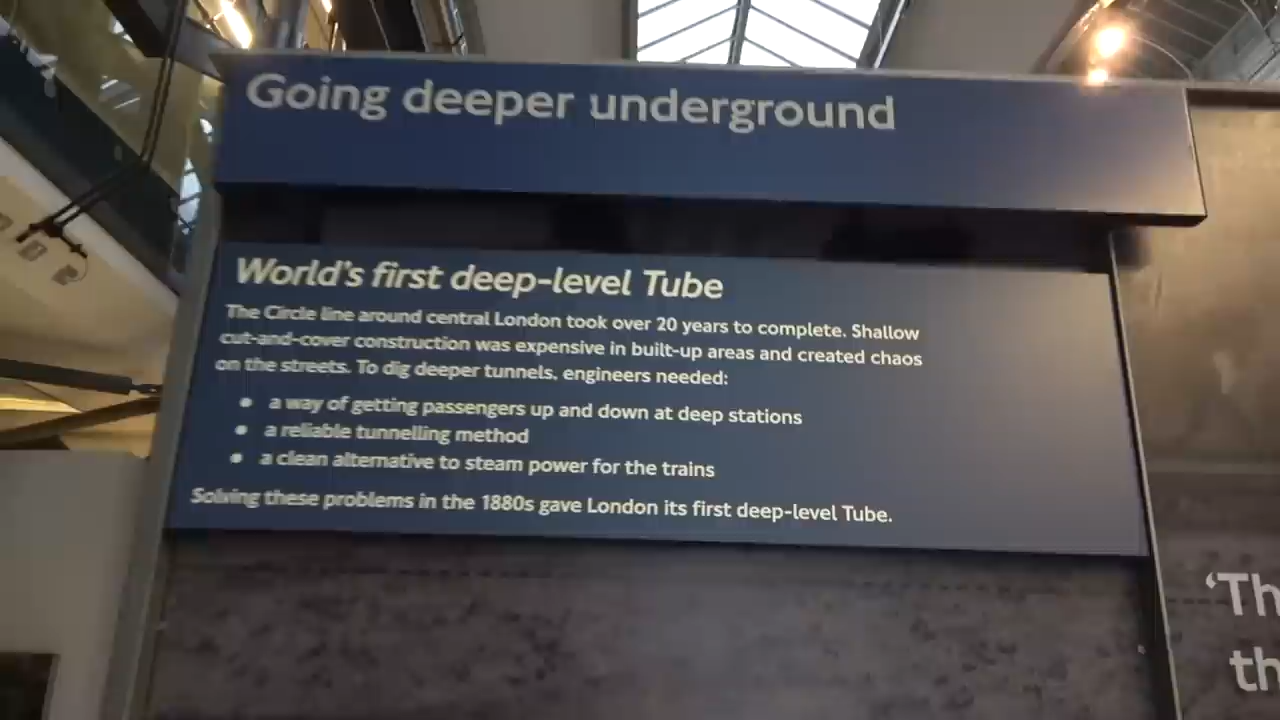 Going deeper underground
World's first deep-level Tube
The Circle line around central London took over 20 years to complete. Shallow
cut-and-cover construction was expensive in built-up areas and created chaos
on the streets. To dig deeper tunnels, engineers needed:
• a way of getting passengers up and down at deep stations
• a reliable tunnelling method
• a clean alternative to steam power for the trains
Solving these problems in the 1880s gave London its first deep-level Tube.